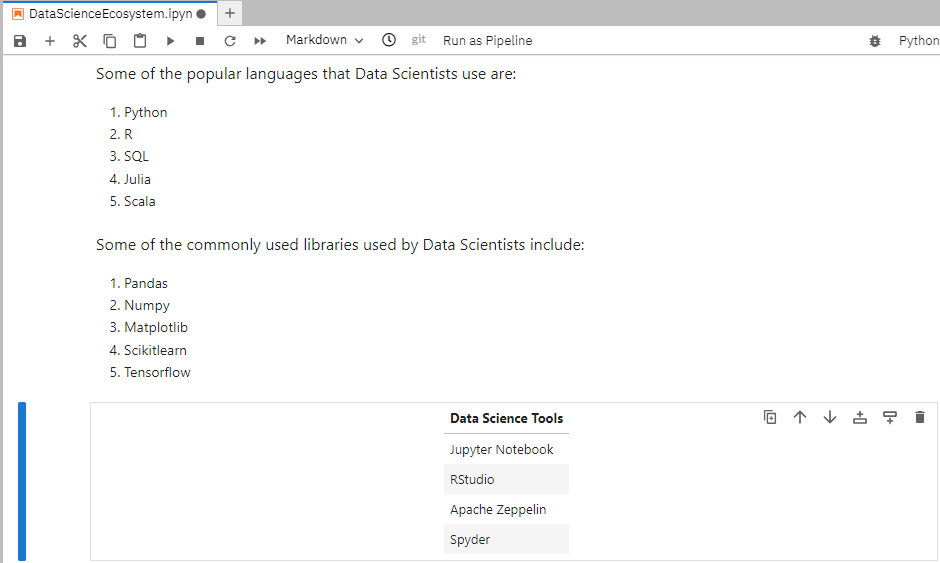 DataScienceEcosystem.ipyn
Markdown
git
Run as Pipeline
Python
Some of the popular languages that Data Scientists use are:
1. Python
2. R
3. SQL
4. Julia
5. Scala
Some of the commonly used libraries used by Data Scientists include:
1. Pandas
2. Numpy
3. Matplotlib
4. Scikitlearn
5. Tensorflow
Data Science Tools
Jupyter Notebook
RStudio
Apache Zeppelin
Spyder